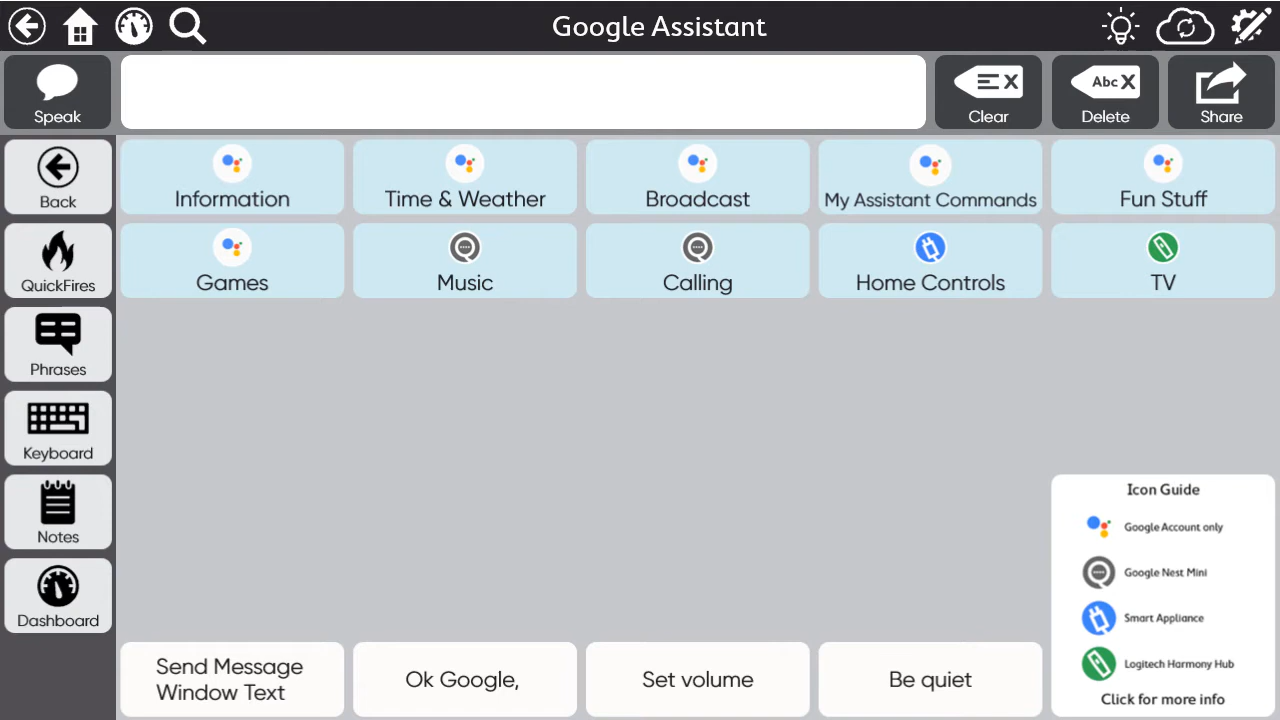 Google Assistant
Speak
Abc X
X
Clear
Delete
Share
Back
Information
Time & Weather
Broadcast
My Assistant Commands
Fun Stuff
QuickFires
Games
Music
Calling
Home Controls
TV
Phrases
Keyboard
Notes
Dashboard
Icon Guide
Google Account only
Google Nest Mini
Smart Appliance
Logitech Harmony Hub
Click for more info
Send Message
Window Text
Ok Google,
Set volume
Be quiet